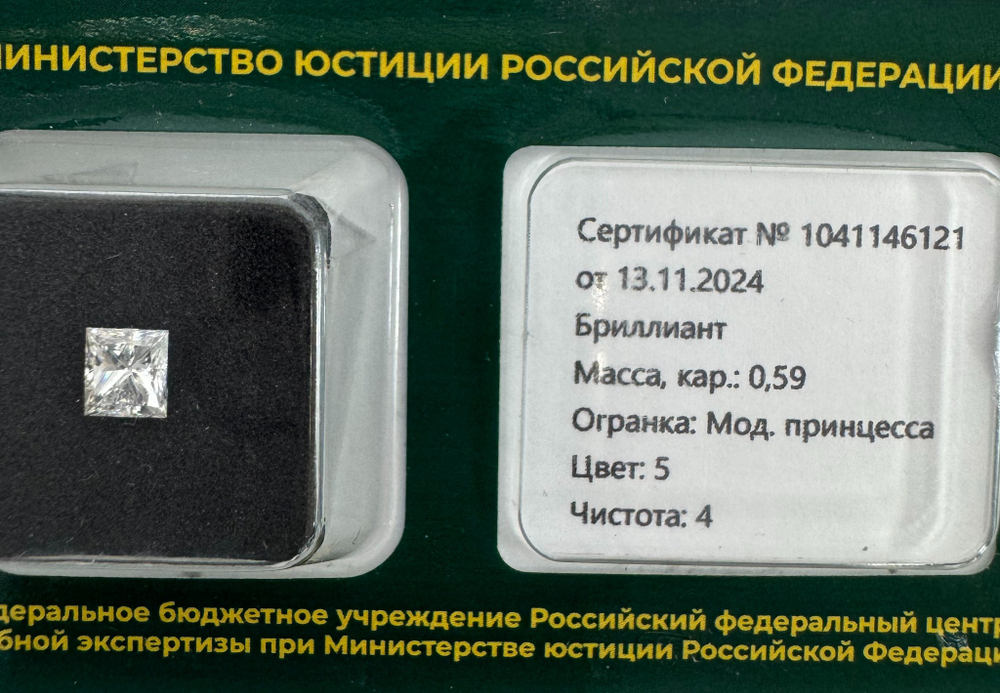 МИНИСТЕРСТВО ЮСТИЦИИ РОССИЙСКОЙ ФЕДЕРАЦИИ
Сертификат № 1041146121
от 13.11.2024
Бриллиант
Масса, кар.: 0,59
Огранка: Мод. принцесса
Цвет: 5
Чистота: 4
деральное бюджетное учреждение Российский федеральный центр
бной экспертизы при Министерстве юстиции Российской Федерац